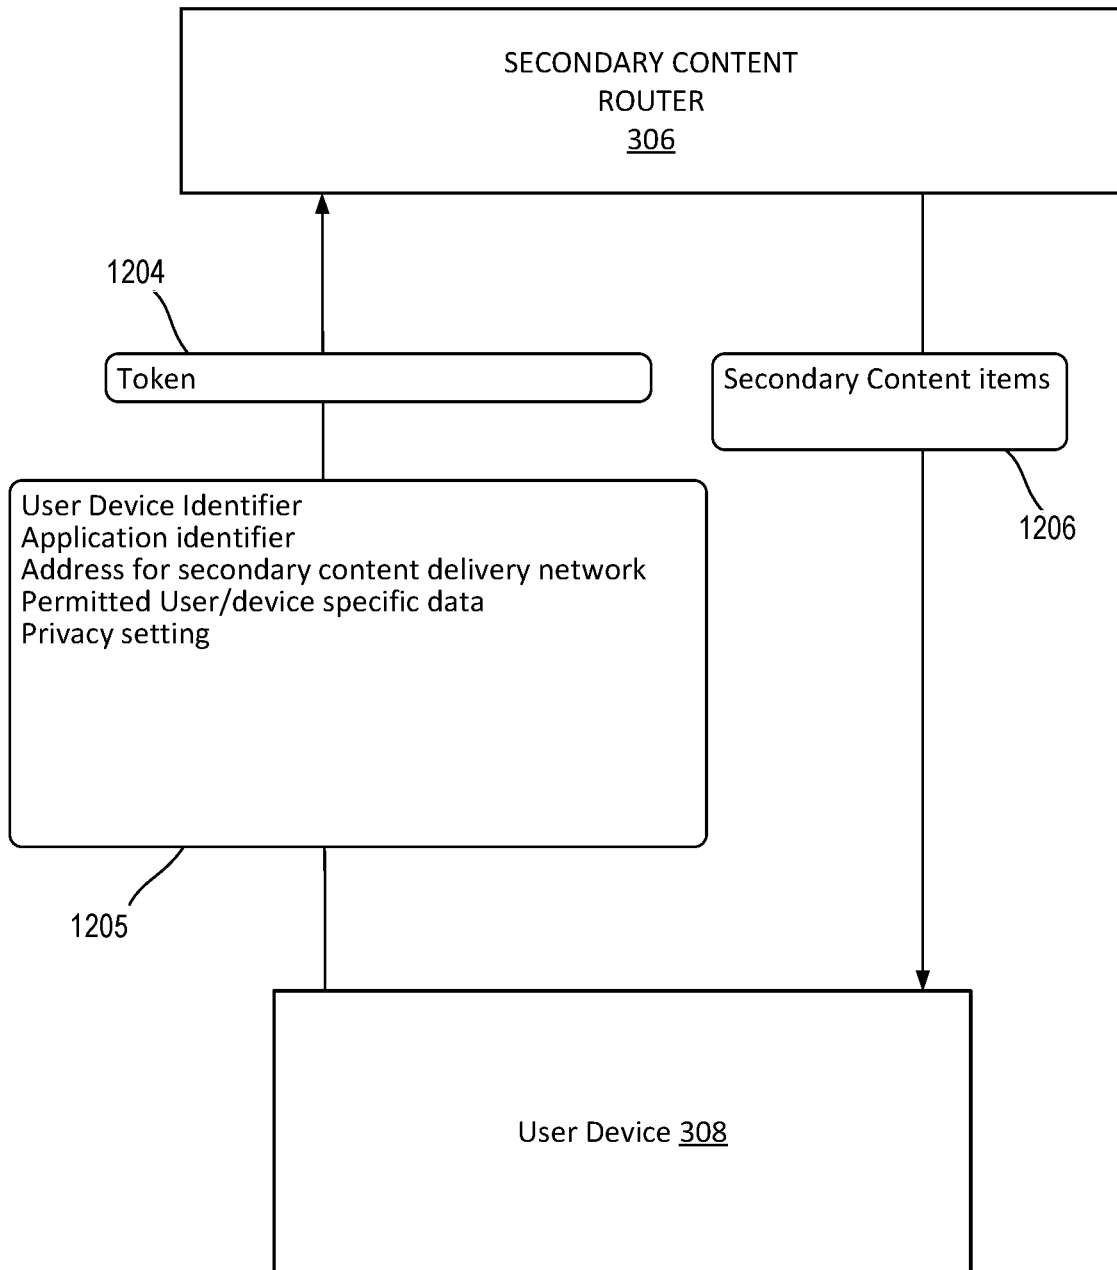 SECONDARY CONTENT
ROUTER
306
1204
Token
Secondary Content items
User Device Identifier
Application identifier
Address for secondary content delivery network
Permitted User/device specific data
Privacy setting
1206
1205
User Device 308